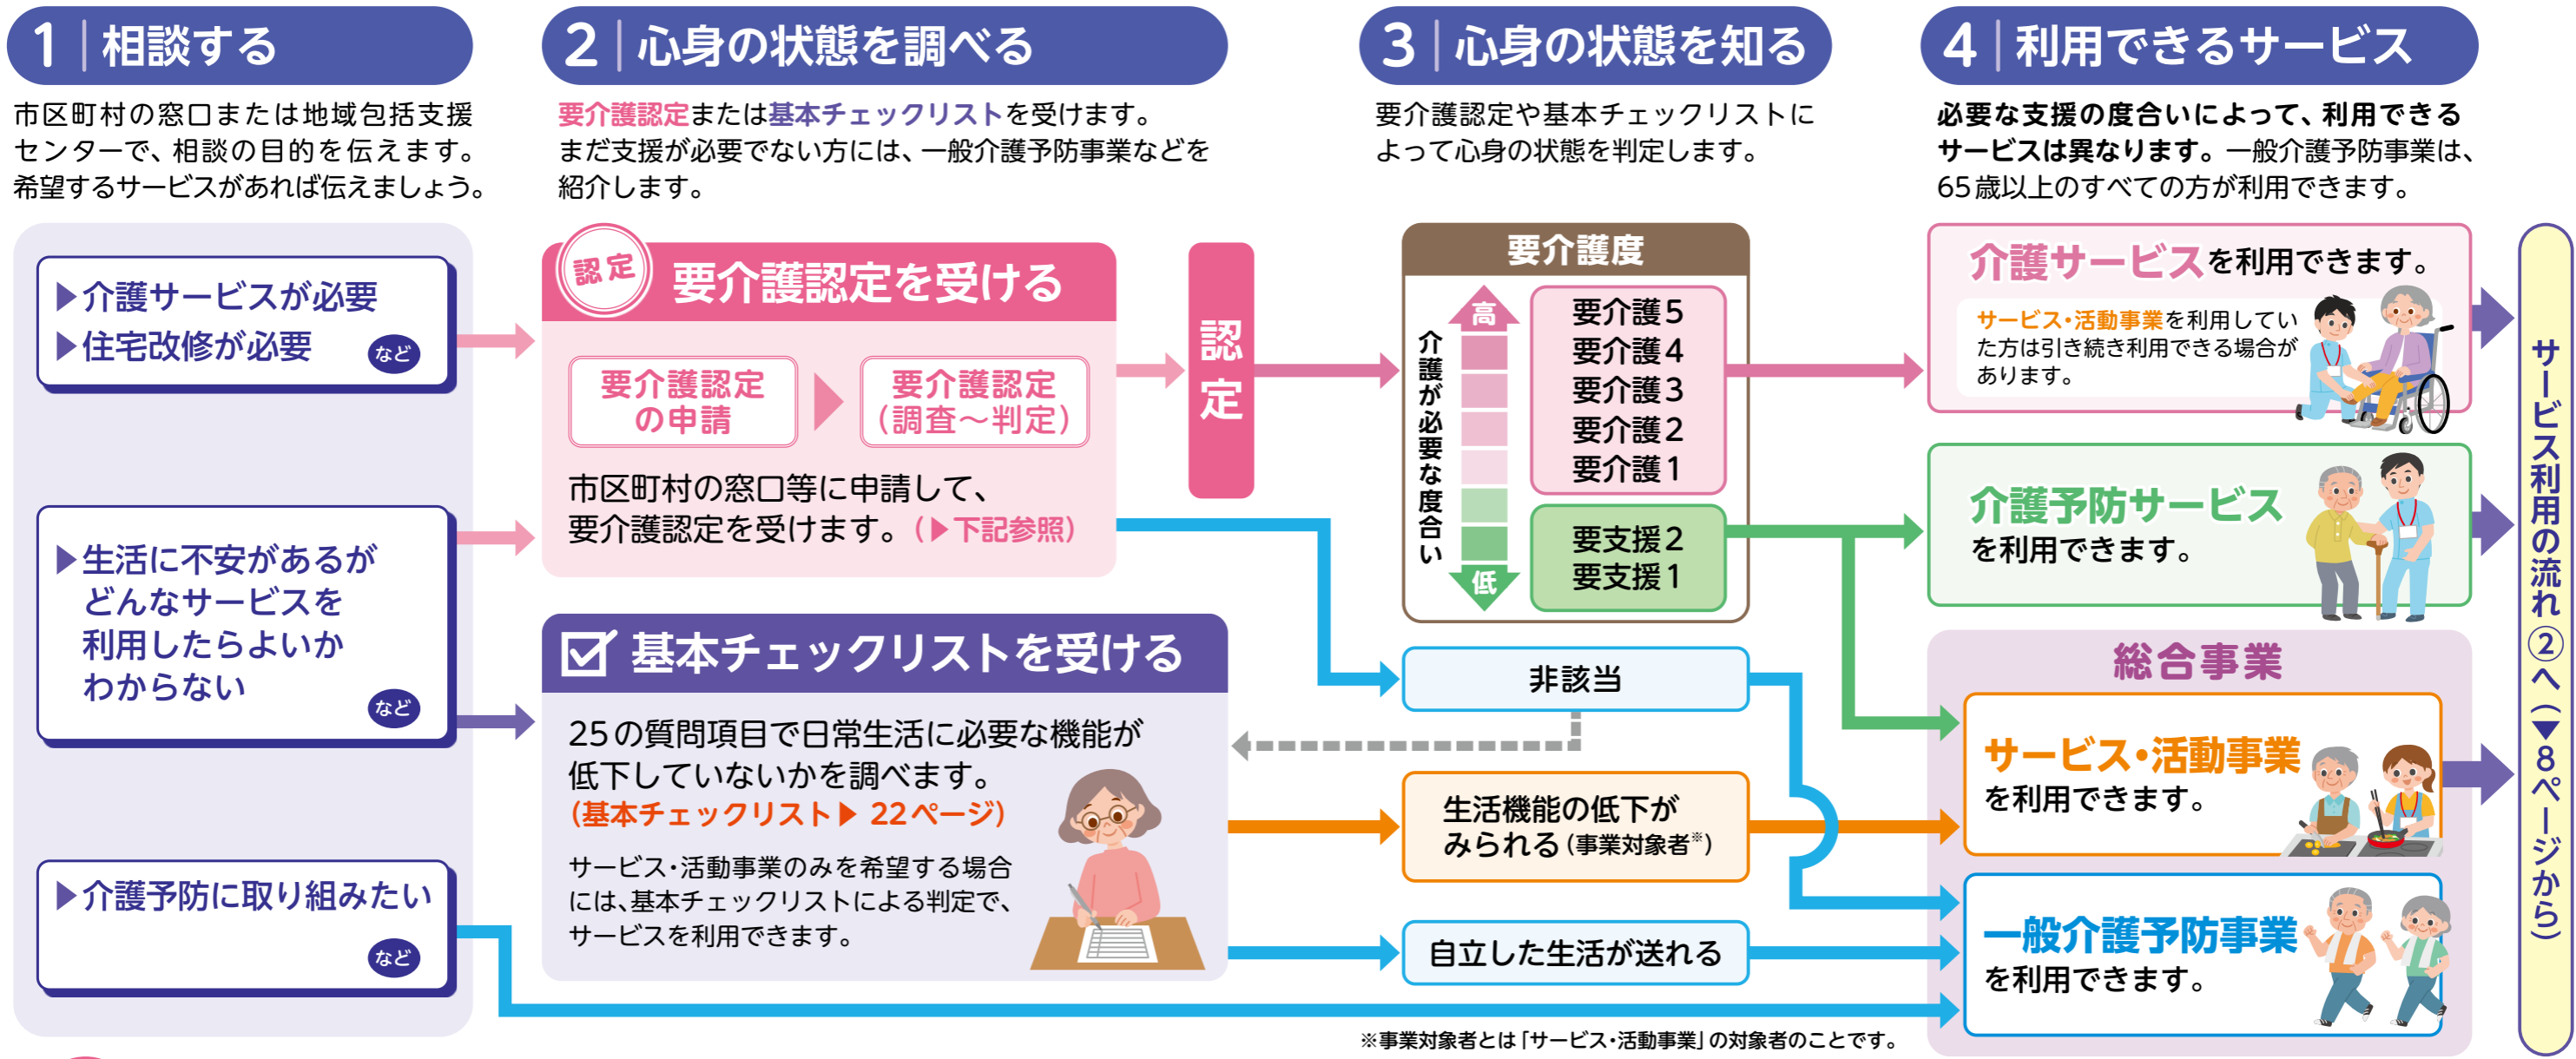 1 相談する
市区町村の窓口または地域包括支援
センターで、相談の目的を伝えます。
希望するサービスがあれば伝えましょう。
▶介護サービスが必要
▶住宅改修が必要
など
▶生活に不安があるが
どんなサービスを
利用したらよいか
わからない
など
▶介護予防に取り組みたい
など
2 心身の状態を調べる
要介護認定または基本チェックリストを受けます。
まだ支援が必要でない方には、一般介護予防事業などを
紹介します。
認定
要介護認定を受ける
要介護認定
の申請
要介護認定
(調査〜判定)
市区町村の窓口等に申請して、
要介護認定を受けます。(▶下記参照)
認定
基本チェックリストを受ける
25の質問項目で日常生活に必要な機能が
低下していないかを調べます。
(基本チェックリスト▶ 22ページ)
サービス・活動事業のみを希望する場合
には、基本チェックリストによる判定で、
サービスを利用できます。
3 心身の状態を知る
要介護認定や基本チェックリストに
よって心身の状態を判定します。
要介護度
介護が必要な度合い
高
低
要介護5
要介護4
要介護3
要介護2
要介護1
要支援2
要支援1
非該当
生活機能の低下が
みられる(事業対象者※)
自立した生活が送れる
※事業対象者とは「サービス・活動事業」の対象者のことです。
4 利用できるサービス
必要な支援の度合いによって、利用できる
サービスは異なります。一般介護予防事業は、
65歳以上のすべての方が利用できます。
介護サービスを利用できます。
サービス・活動事業を利用してい
た方は引き続き利用できる場合が
あります。
介護予防サービス
を利用できます。
総合事業
サービス・活動事業
を利用できます。
一般介護予防事業
を利用できます。
サービス利用の流れ②へ(▼8ページから)